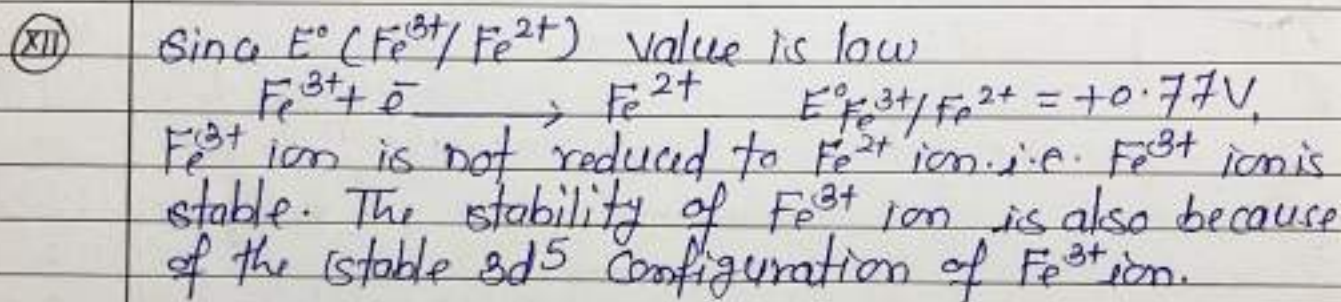 XII Since E° (Fe³⁺/Fe²⁺) value is low
Fe³⁺ + ē → Fe²⁺ E°Fe³⁺/Fe²⁺ = +0.77V,
Fe³⁺ ion is not reduced to Fe²⁺ ion. i.e. Fe³⁺ ion is
stable. The stability of Fe³⁺ ion is also because
of the stable 3d⁵ configuration of Fe³⁺ ion.